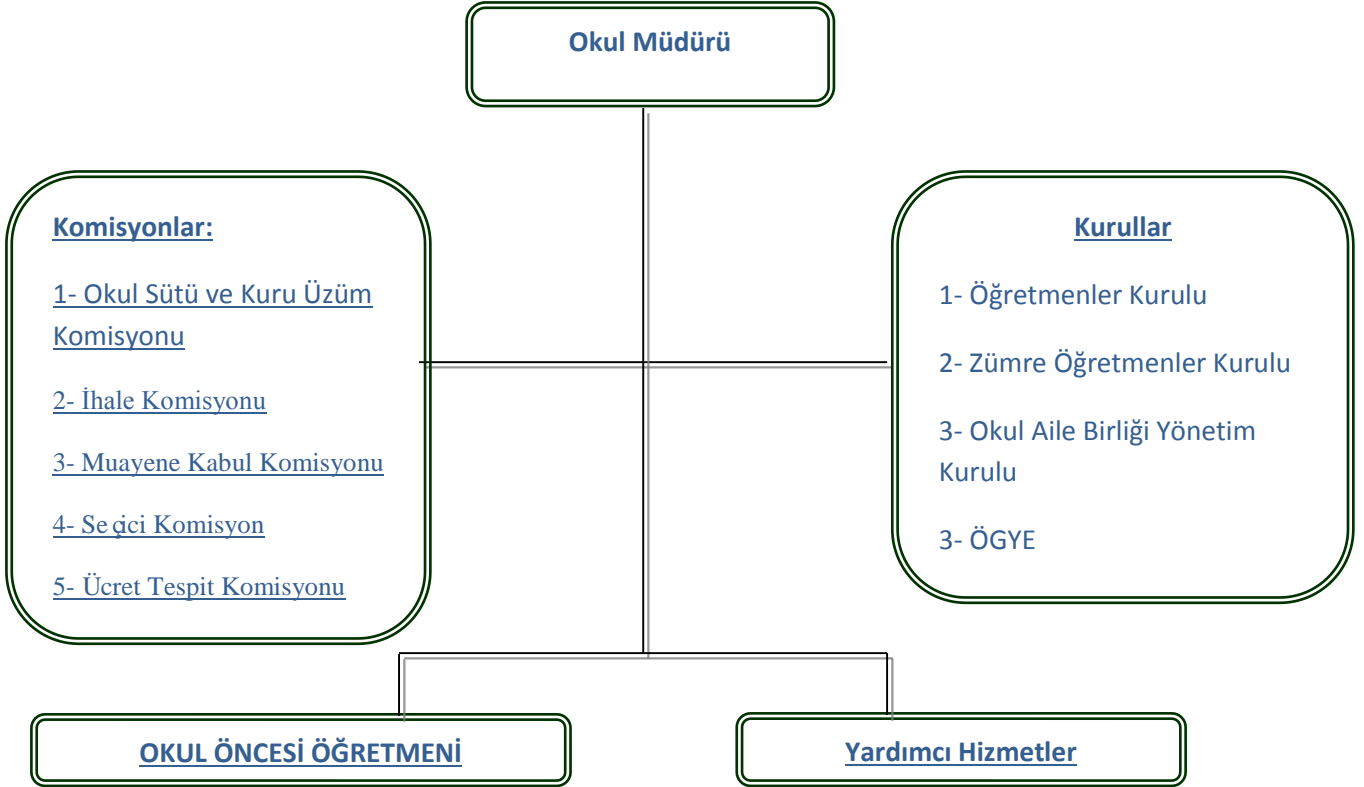 Okul Müdürü
Komisyonlar:
1- Okul Sütü ve Kuru Üzüm
Komisyonu
2- İhale Komisyonu
3- Muayene Kabul Komisyonu
4- Seçici Komisyon
5- Ücret Tespit Komisyonu
Kurullar
1- Öğretmenler Kurulu
2- Zümre Öğretmenler Kurulu
3- Okul Aile Birliği Yönetim
Kurulu
3- ÖGYE
OKUL ÖNCESİ ÖĞRETMENİ
Yardımcı Hizmetler